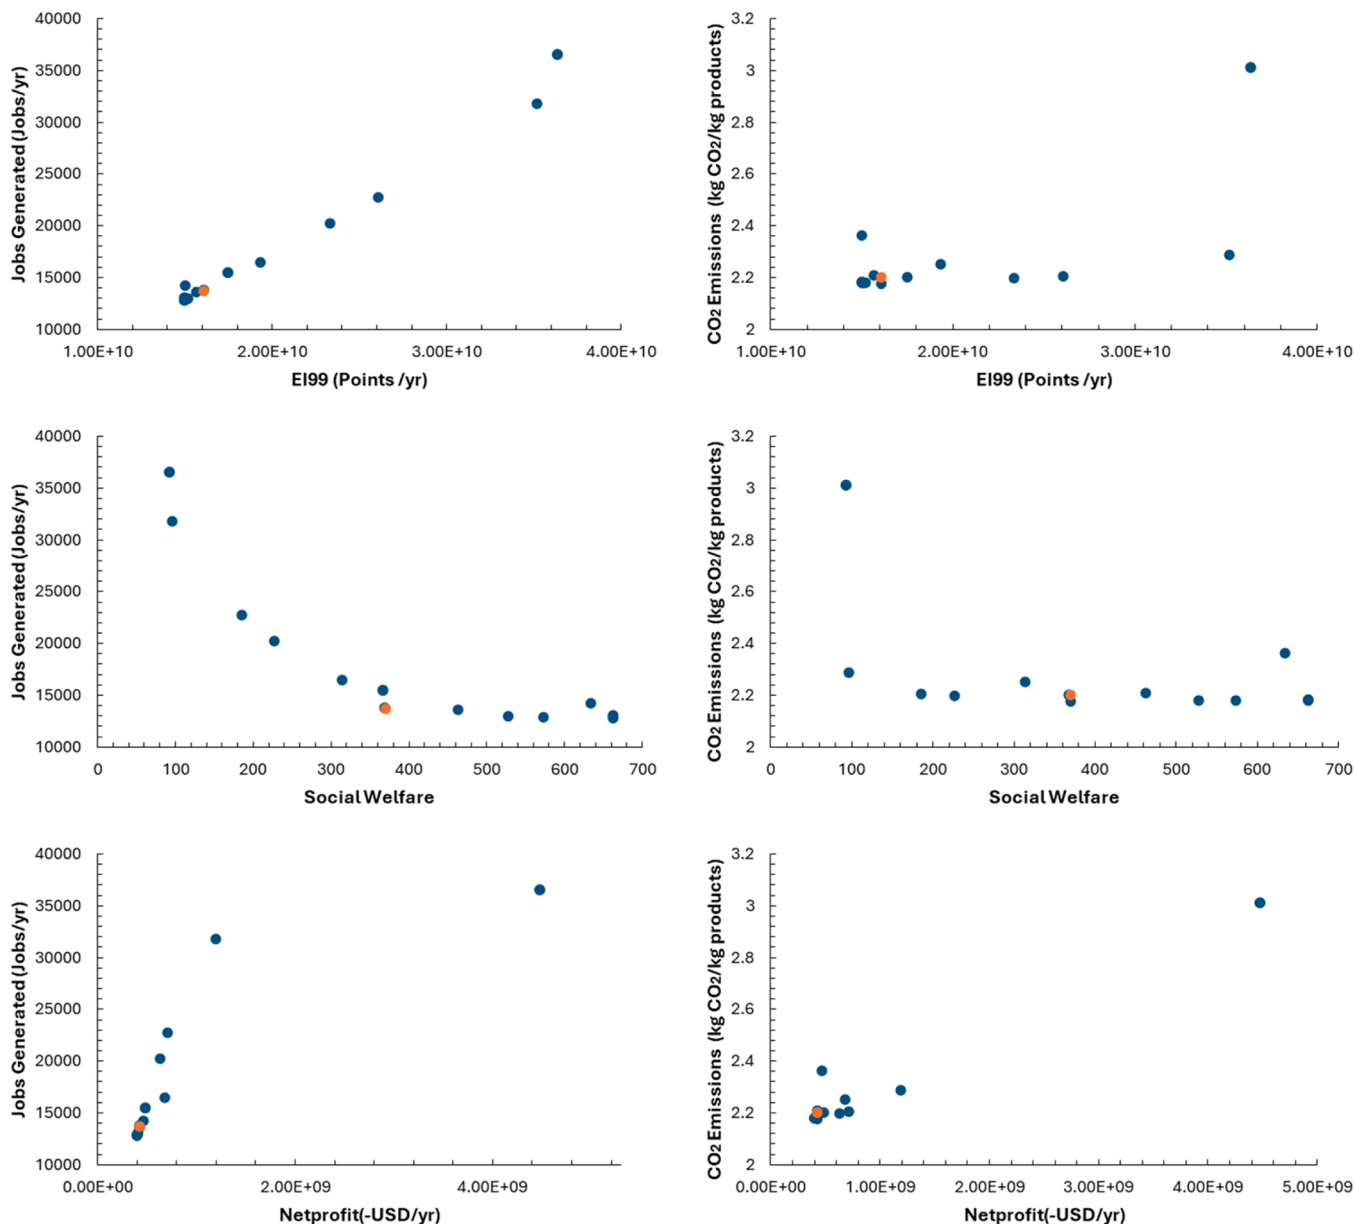 Jobs Generated (Jobs/yr)
40000
35000
30000
25000
20000
15000
10000
1.00E+10 2.00E+10 3.00E+10 4.00E+10
EI99 (Points /yr)
CO2 Emissions (kg CO2/kg products)
3.2
3
2.8
2.6
2.4
2.2
2
1.00E+10 2.00E+10 3.00E+10 4.00E+10
EI99 (Points /yr)
Jobs Generated (Jobs/yr)
40000
35000
30000
25000
20000
15000
10000
0 100 200 300 400 500 600 700
Social Welfare
CO2 Emissions (kg CO2/kg products)
3.2
3
2.8
2.6
2.4
2.2
2
0 100 200 300 400 500 600 700
Social Welfare
Jobs Generated (Jobs/yr)
40000
35000
30000
25000
20000
15000
10000
0.00E+00 2.00E+09 4.00E+09
Netprofit(-USD/yr)
CO2 Emissions (kg CO2/kg products)
3.2
3
2.8
2.6
2.4
2.2
2
0.00E+00 1.00E+09 2.00E+09 3.00E+09 4.00E+09 5.00E+09
Netprofit(-USD/yr)